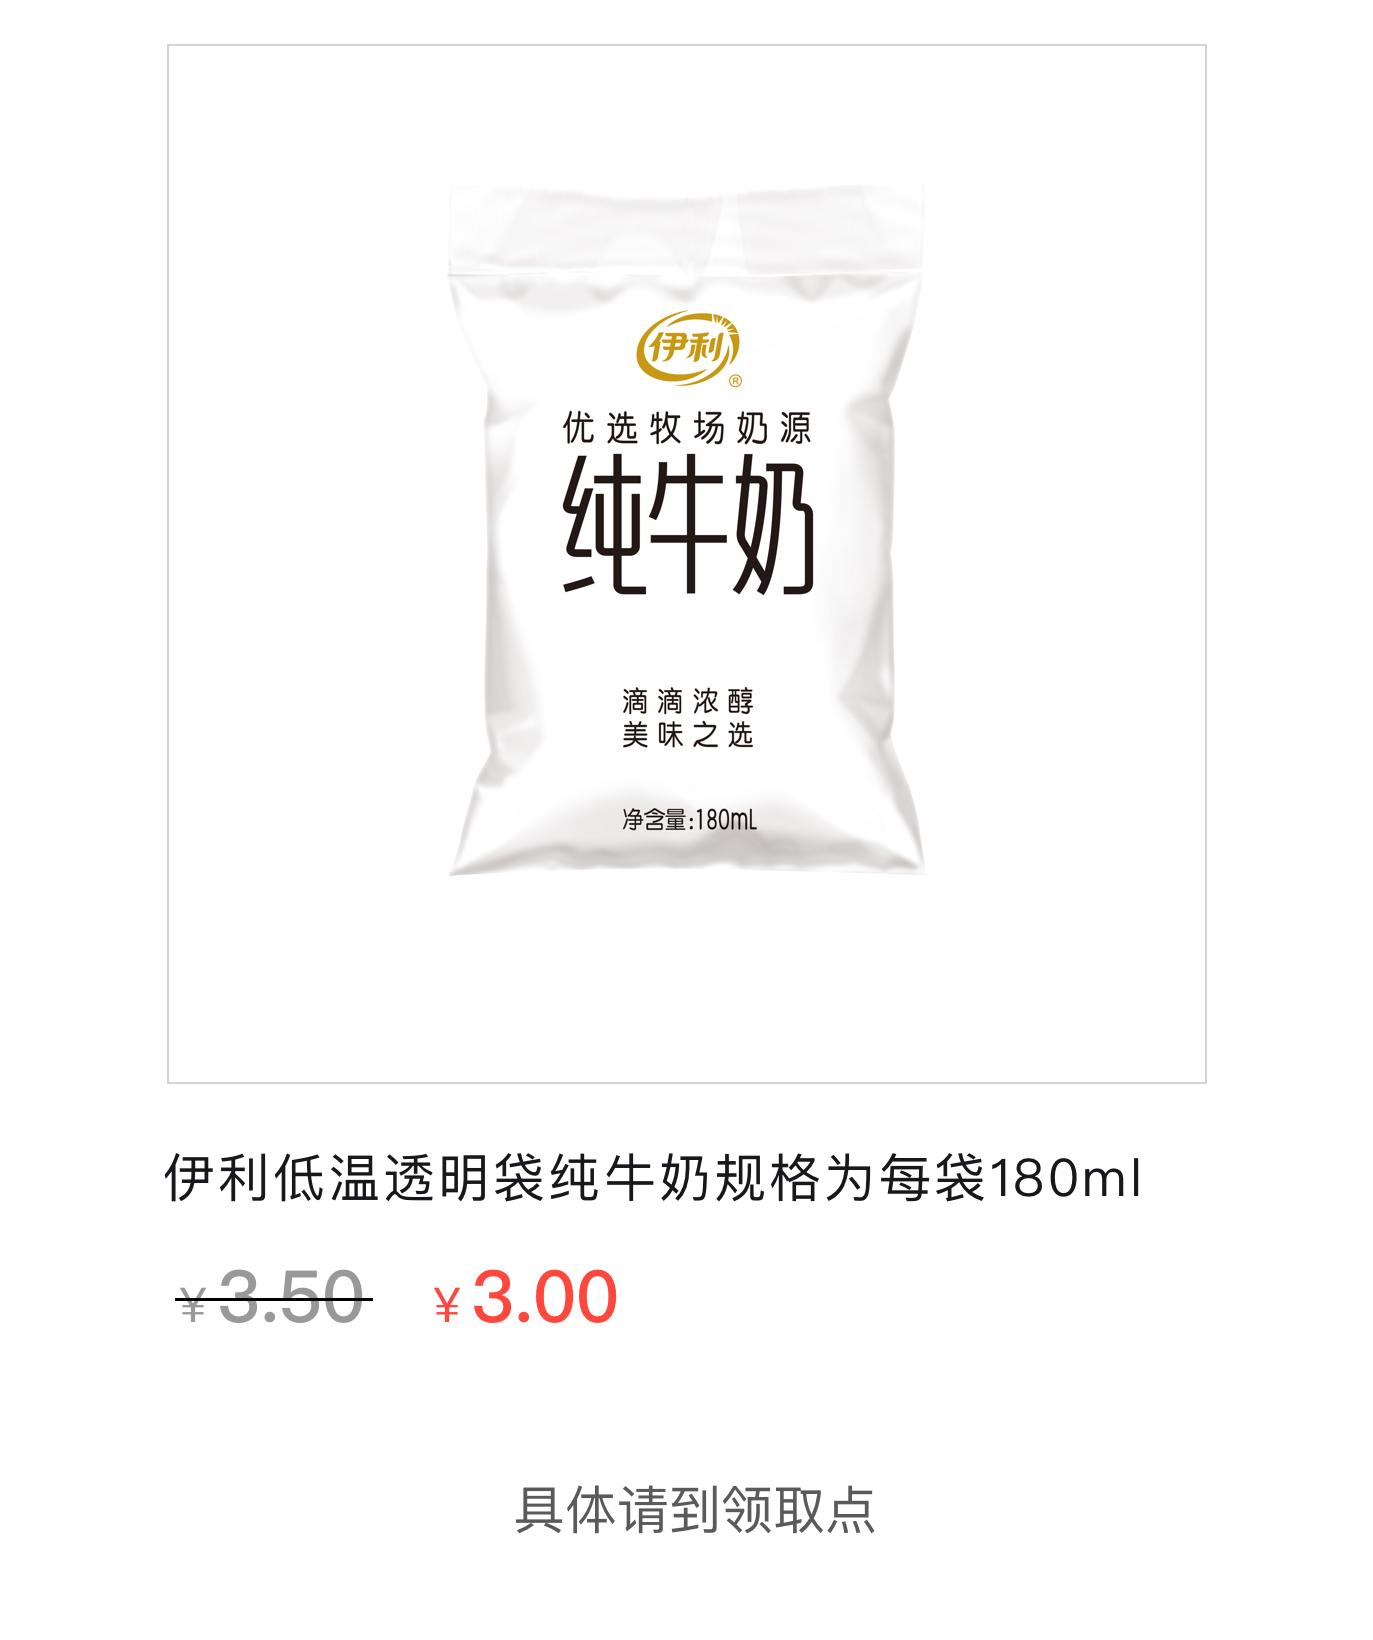 伊利®
优选牧场奶源
纯牛奶
滴滴浓醇
美味之选
净含量:180mL
伊利低温透明袋纯牛奶规格为每袋180ml
¥3.50 ¥3.00
具体请到领取点